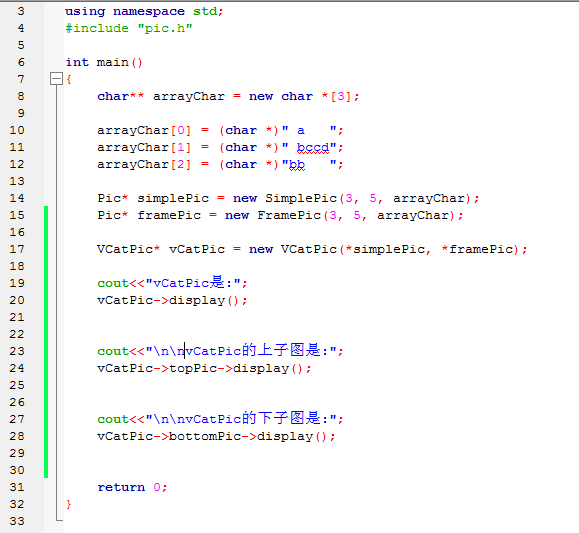 3 using namespace std;
4 #include "pic.h"
5
6 int main()
7 {
8 char** arrayChar = new char *[3];
9
10 arrayChar[0] = (char *)" a   ";
11 arrayChar[1] = (char *)" bccd";
12 arrayChar[2] = (char *)"bb   ";
13
14 Pic* simplePic = new SimplePic(3, 5, arrayChar);
15 Pic* framePic = new FramePic(3, 5, arrayChar);
16
17 VCatPic* vCatPic = new VCatPic(*simplePic, *framePic);
18
19 cout<<"vCatPic是:";
20 vCatPic->display();
21
22
23 cout<<"\n\nvCatPic的上子图是:";
24 vCatPic->topPic->display();
25
26
27 cout<<"\n\nvCatPic的下子图是:";
28 vCatPic->bottomPic->display();
29
30
31 return 0;
32 }
33